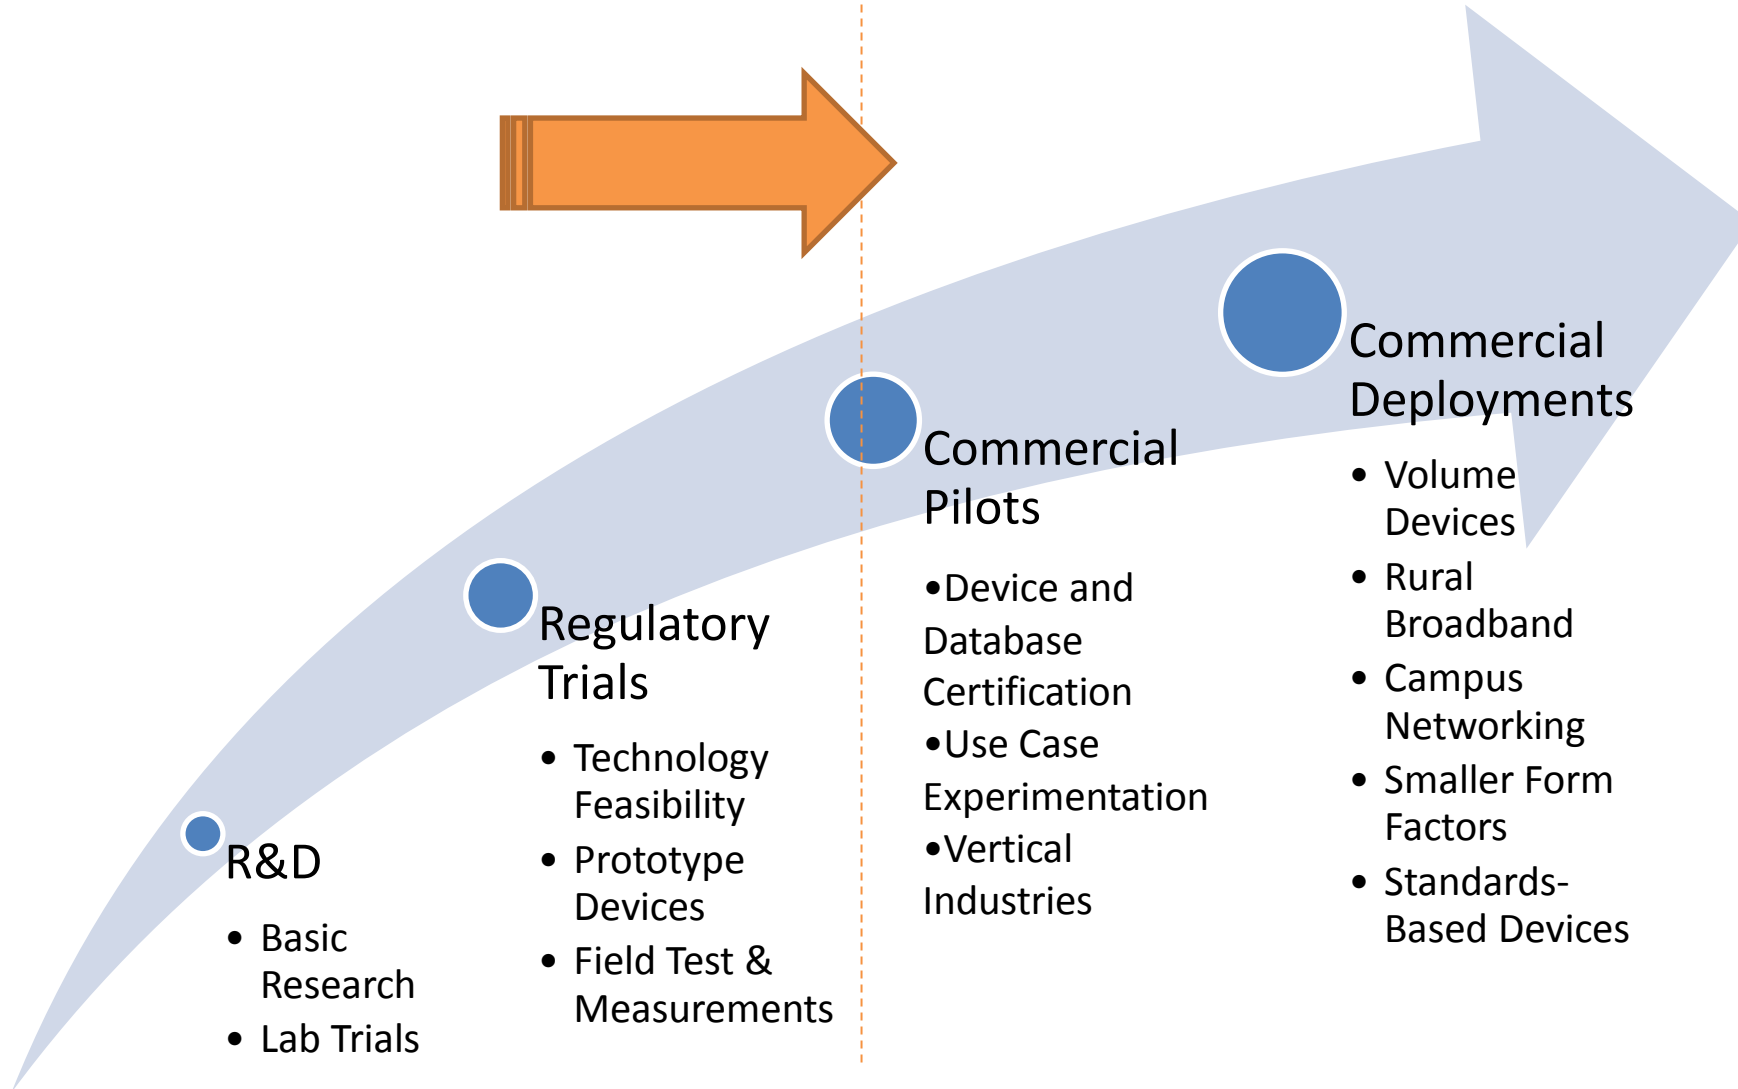 R&D
• Basic
Research
• Lab Trials
Regulatory
Trials
• Technology
Feasibility
• Prototype
Devices
• Field Test &
Measurements
Commercial
Pilots
•Device and
Database
Certification
•Use Case
Experimentation
•Vertical
Industries
Commercial
Deployments
• Volume
Devices
• Rural
Broadband
• Campus
Networking
• Smaller Form
Factors
• Standards-
Based Devices